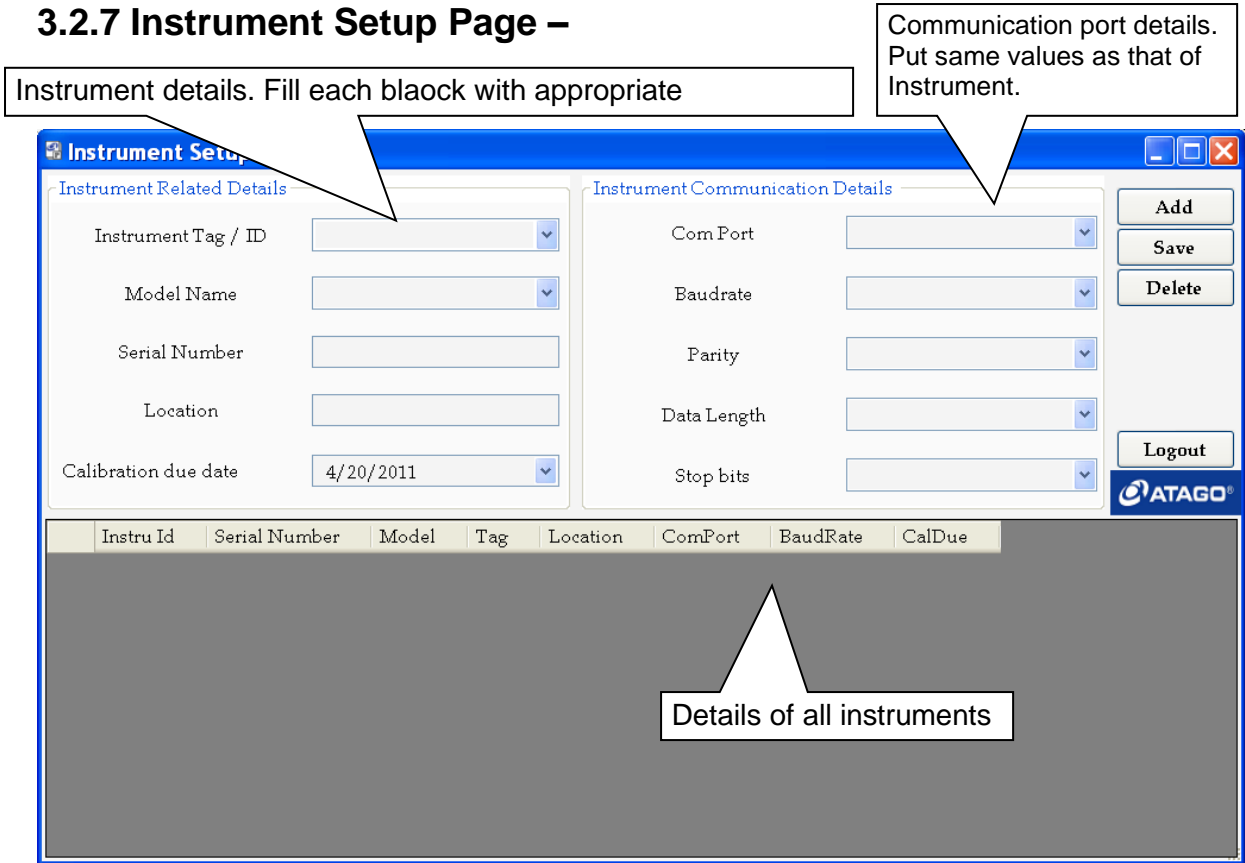 3.2.7 Instrument Setup Page –
Communication port details.
Put same values as that of
Instrument.
Instrument details. Fill each blaock with appropriate
Instrument Setup
Instrument Related Details
Instrument Tag / ID
Model Name
Serial Number
Location
Calibration due date
4/20/2011
Instrument Communication Details
Com Port
Baudrate
Parity
Data Length
Stop bits
Add
Save
Delete
Logout
ATAGO®
Instru Id Serial Number Model Tag Location ComPort BaudRate CalDue
Details of all instruments